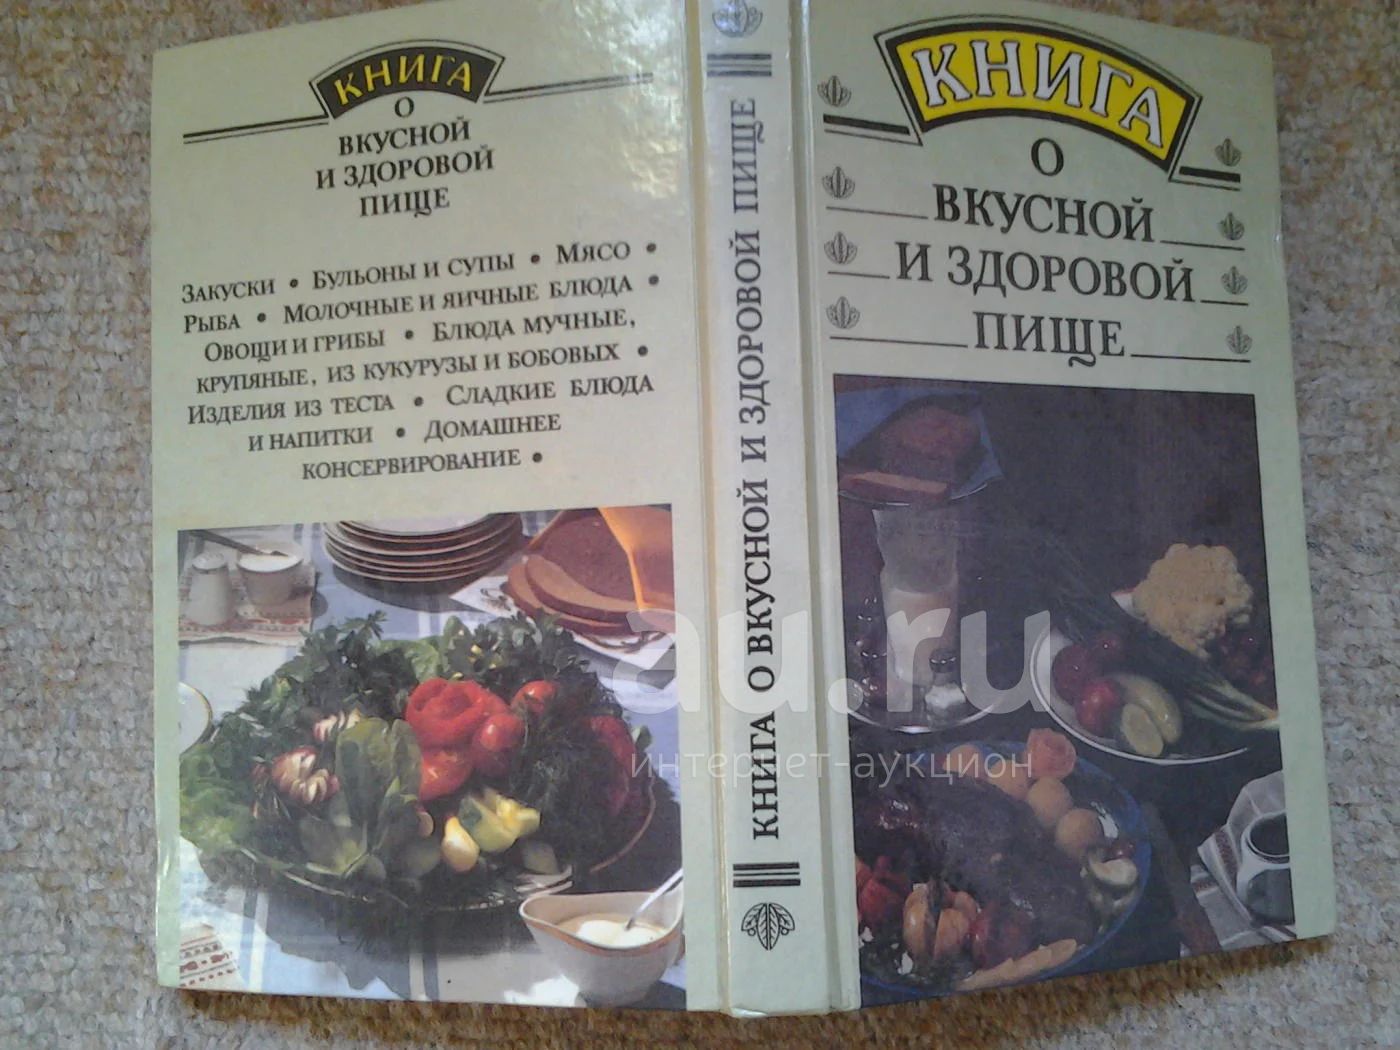 КНИГА
О
ВКУСНОЙ
И ЗДОРОВОЙ
ПИЩЕ
Закуски • Бульоны и супы • Мясо •
Рыба • Молочные и яичные блюда •
Овощи и грибы • Блюда мучные,
крупяные, из кукурузы и бобовых •
Изделия из теста • Сладкие блюда
и напитки • Домашнее
консервирование •
КНИГА О ВКУСНОЙ И ЗДОРОВОЙ ПИЩЕ
КНИГА
О
ВКУСНОЙ
И ЗДОРОВОЙ
ПИЩЕ
au.ru
интернет-аукцион